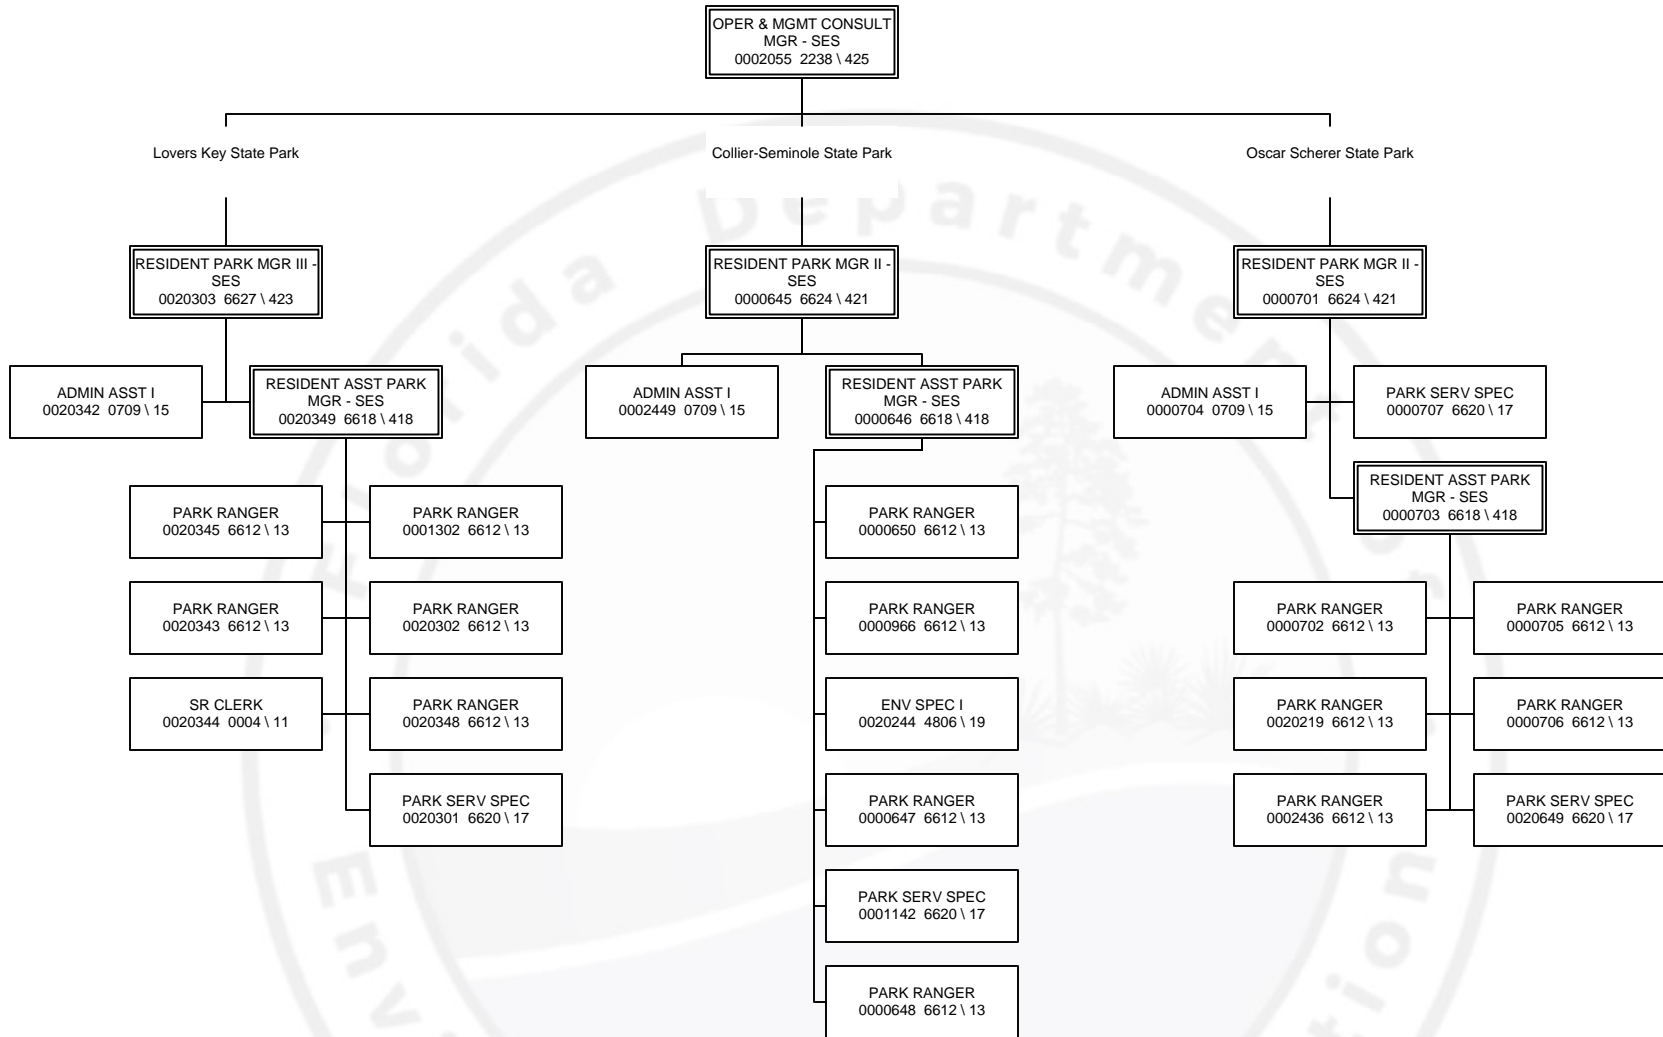 OPER & MGMT CONSULT
MGR - SES
0002055 2238 \ 425
Lovers Key State Park
Collier-Seminole State Park
Oscar Scherer State Park
RESIDENT PARK MGR III -
SES
0020303 6627 \ 423
RESIDENT PARK MGR II -
SES
0000645 6624 \ 421
RESIDENT PARK MGR II -
SES
0000701 6624 \ 421
ADMIN ASST I
0020342 0709 \ 15
RESIDENT ASST PARK
MGR - SES
0020349 6618 \ 418
ADMIN ASST I
0002449 0709 \ 15
RESIDENT ASST PARK
MGR - SES
0000646 6618 \ 418
ADMIN ASST I
0000704 0709 \ 15
PARK SERV SPEC
0000707 6620 \ 17
RESIDENT ASST PARK
MGR - SES
0000703 6618 \ 418
PARK RANGER
0020345 6612 \ 13
PARK RANGER
0001302 6612 \ 13
PARK RANGER
0020343 6612 \ 13
PARK RANGER
0020302 6612 \ 13
SR CLERK
0020344 0004 \ 11
PARK RANGER
0020348 6612 \ 13
PARK SERV SPEC
0020301 6620 \ 17
PARK RANGER
0000650 6612 \ 13
PARK RANGER
0000966 6612 \ 13
ENV SPEC I
0020244 4806 \ 19
PARK RANGER
0000647 6612 \ 13
PARK SERV SPEC
0001142 6620 \ 17
PARK RANGER
0000648 6612 \ 13
PARK RANGER
0000702 6612 \ 13
PARK RANGER
0000705 6612 \ 13
PARK RANGER
0020219 6612 \ 13
PARK RANGER
0000706 6612 \ 13
PARK RANGER
0002436 6612 \ 13
PARK SERV SPEC
0020649 6620 \ 17
Florida Department of